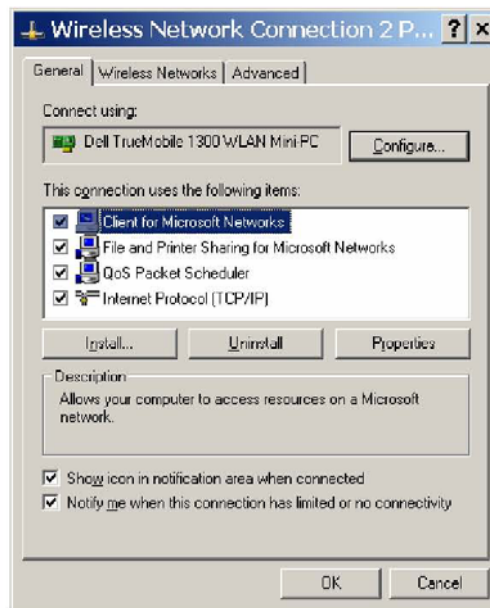 Wireless Network Connection 2 P... ? ×
General Wireless Networks Advanced
Connect using:
Dell TrueMobile 1300 WLAN Mini-PC Configure...
This connection uses the following items:
Client for Microsoft Networks
File and Printer Sharing for Microsoft Networks
QoS Packet Scheduler
Internet Protocol (TCP/IP)
Install... Uninstall Properties
Description
Allows your computer to access resources on a Microsoft
network.
Show icon in notification area when connected
Notify me when this connection has limited or no connectivity
OK Cancel